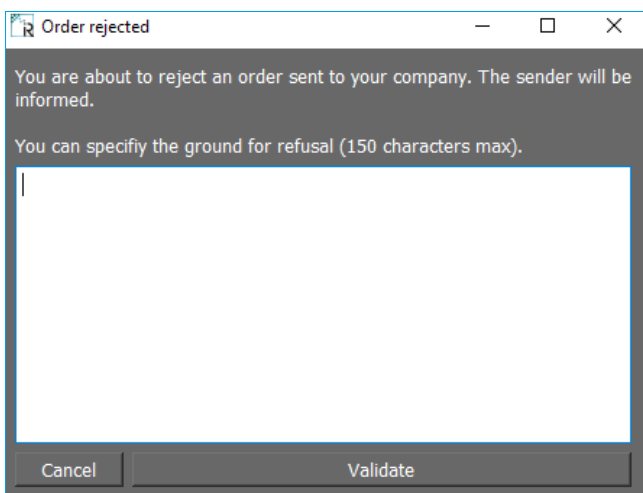 Order rejected
You are about to reject an order sent to your company. The sender will be
informed.
You can specifiy the ground for refusal (150 characters max).
Cancel
Validate